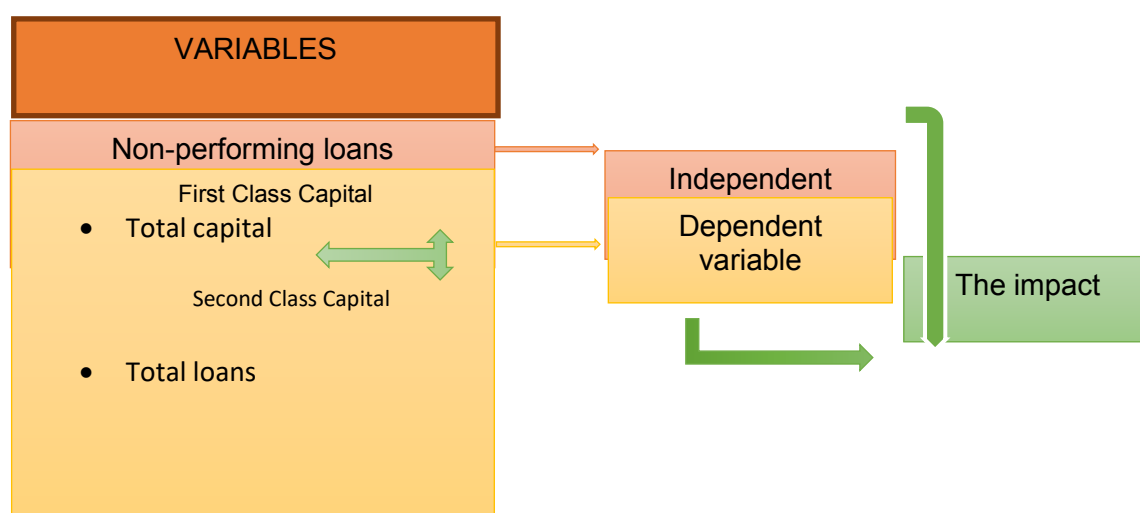 VARIABLES
Non-performing loans
First Class Capital
• Total capital
Second Class Capital
• Total loans
Independent
Dependent
variable
The impact